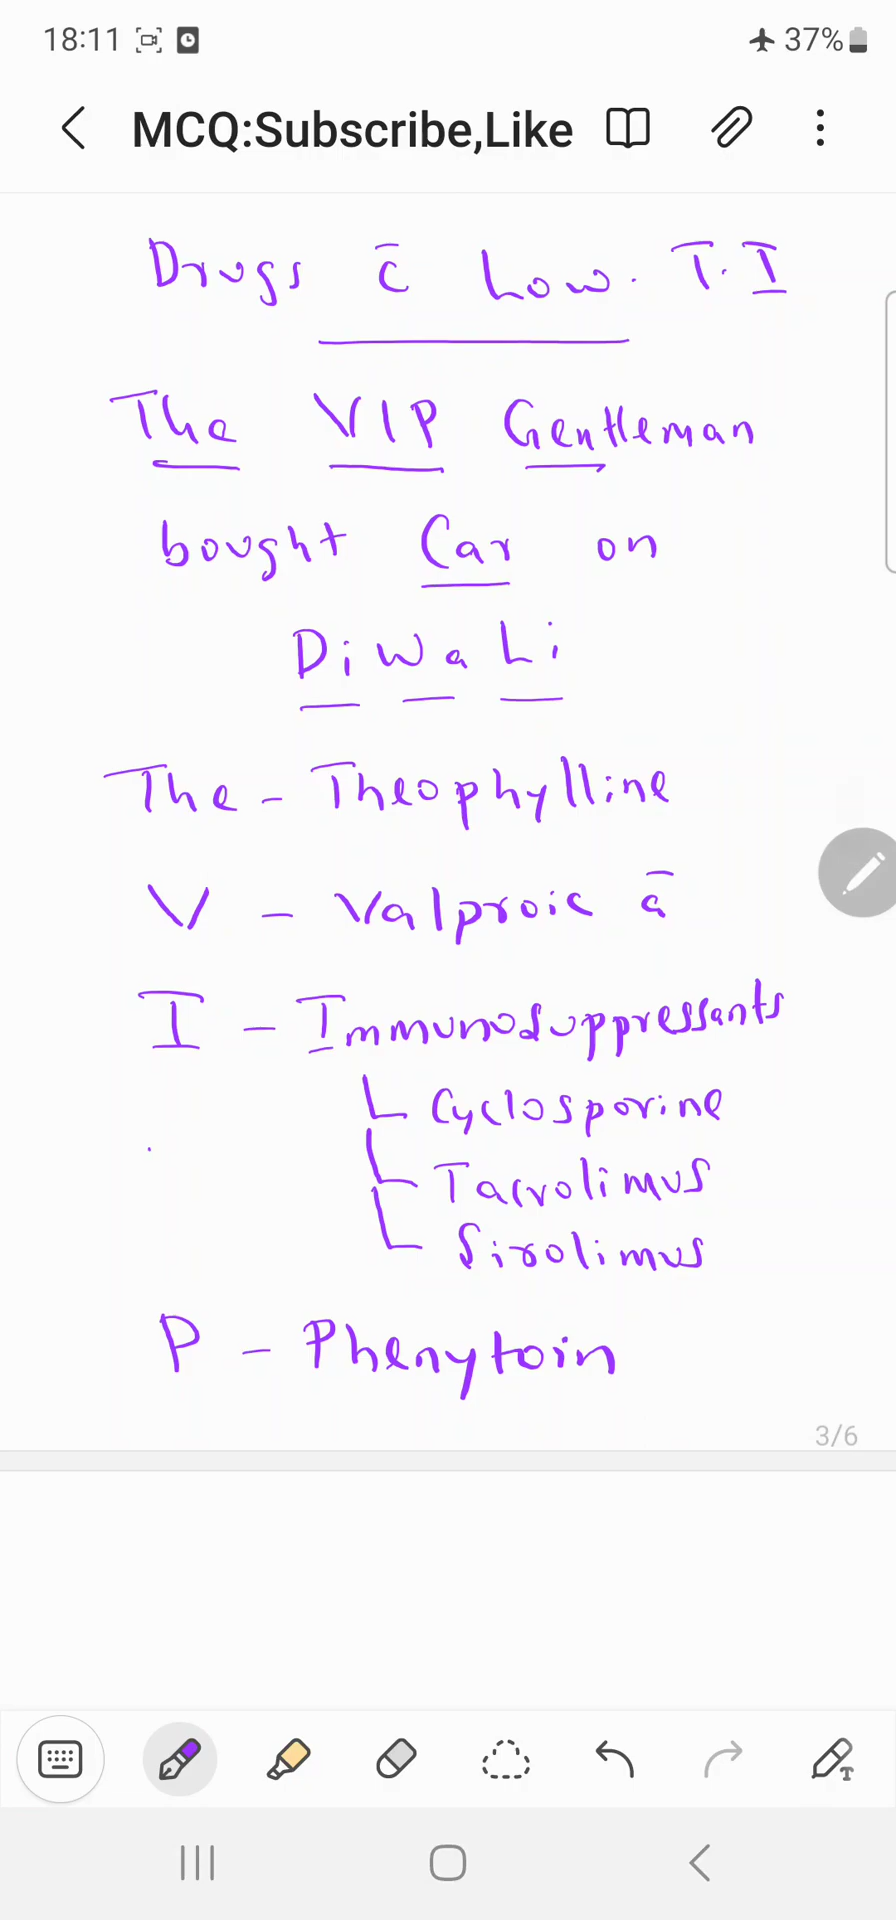 18:11 37%
MCQ:Subscribe,Like
Drugs c̄ Low. T.I
The VIP Gentleman
bought Car on
DiWaLi
The - Theophylline
V - Valproic ā
I - Immunosuppressants
Cyclosporine
Tacrolimus
Sirolimus
P - Phenytoin
3/6
T